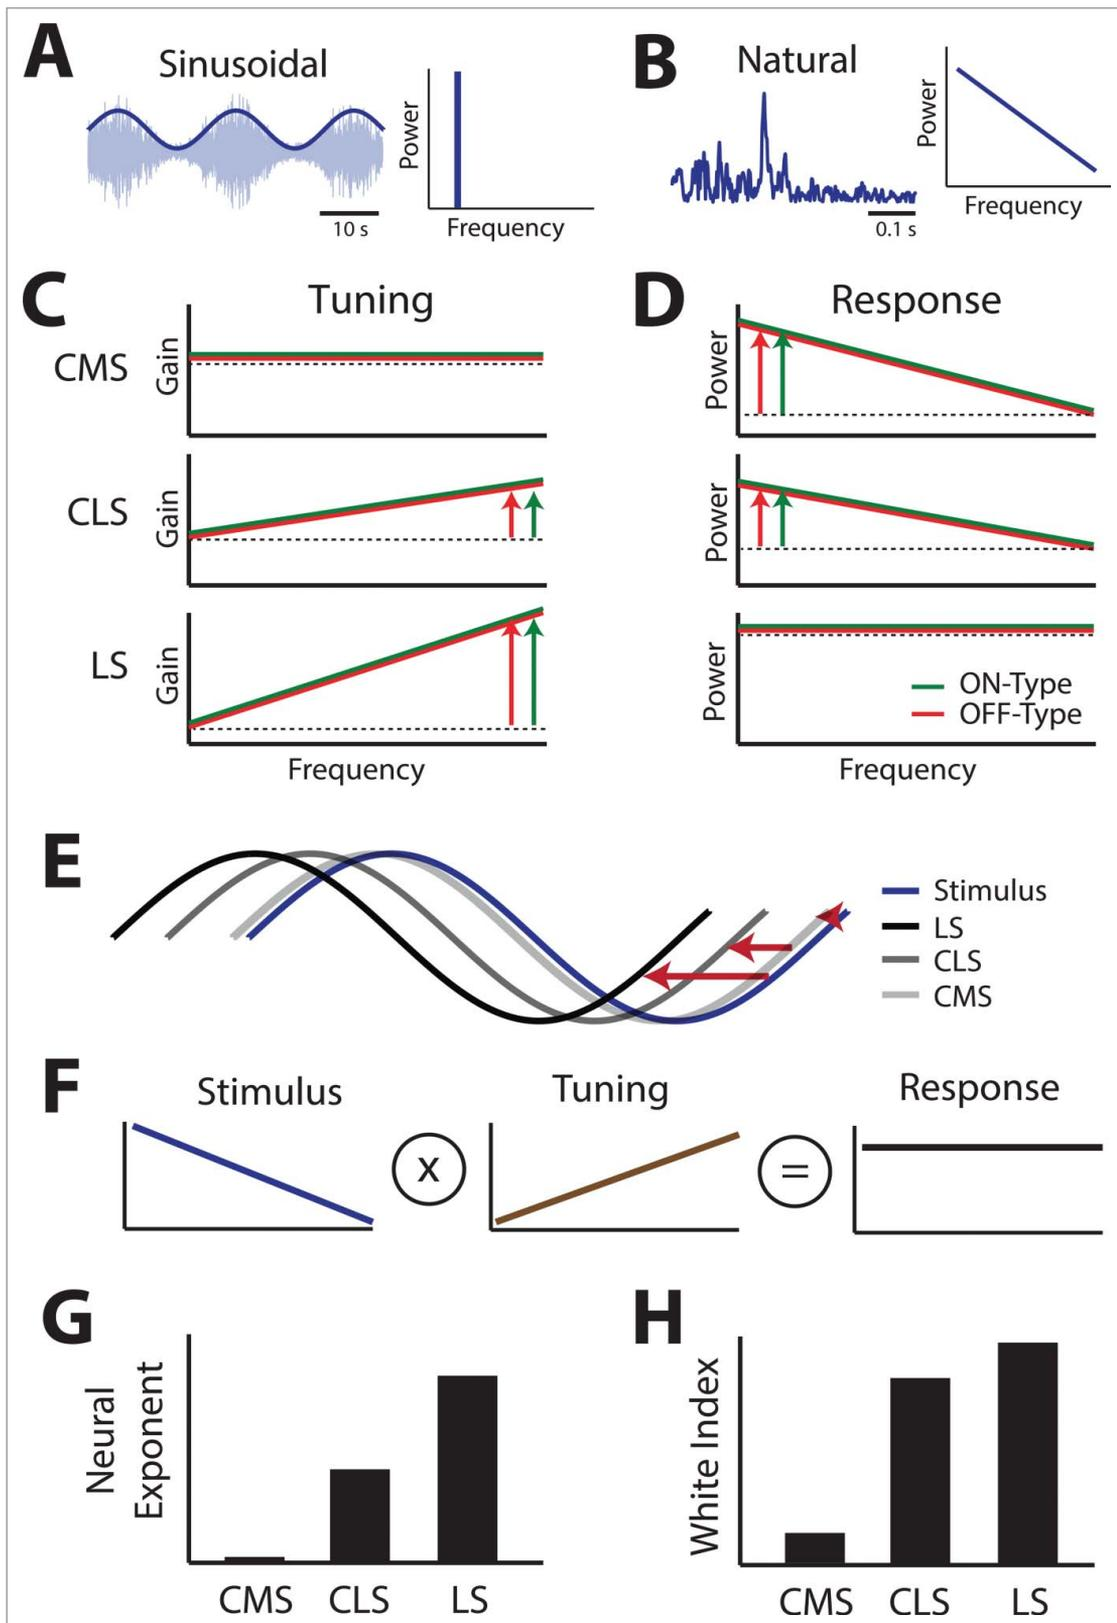 A
Sinusoidal
Power
Frequency
10 s
B
Natural
Power
Frequency
0.1 s
C
Tuning
CMS
Gain
CLS
Gain
LS
Gain
Frequency
D
Response
Power
Power
Power
ON-Type
OFF-Type
Frequency
E
Stimulus
LS
CLS
CMS
F
Stimulus
x
Tuning
=
Response
G
Neural
Exponent
CMS
CLS
LS
H
White Index
CMS
CLS
LS